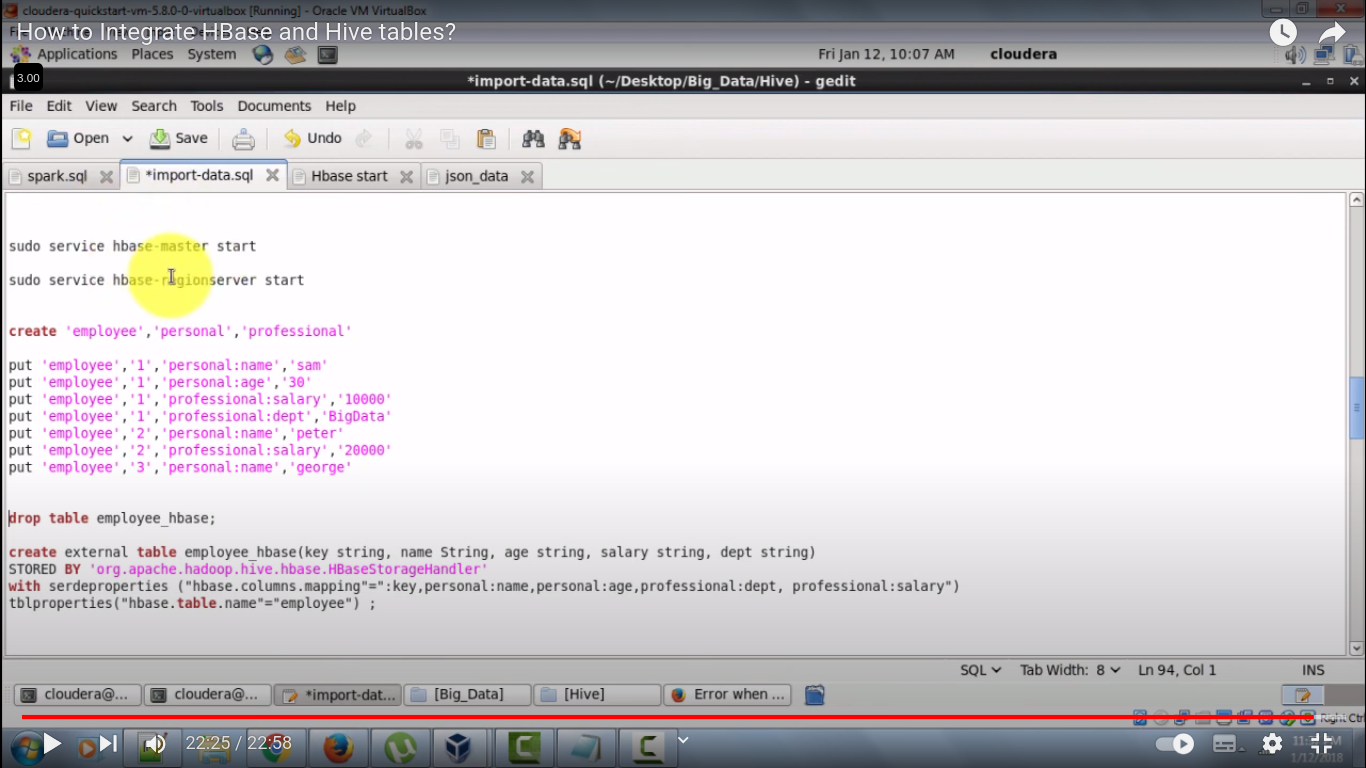 cloudera-quickstart-vm-5.8.0-0-virtualbox [Running] - Oracle VM VirtualBox
How to Integrate HBase and Hive tables?
Applications Places System Fri Jan 12, 10:07 AM cloudera
3.00
*import-data.sql (~/Desktop/Big_Data/Hive) - gedit
File Edit View Search Tools Documents Help
Open Save Undo
spark.sql *import-data.sql Hbase start json_data
sudo service hbase-master start
sudo service hbase-regionserver start
create 'employee','personal','professional'
put 'employee','1','personal:name','sam'
put 'employee','1','personal:age','30'
put 'employee','1','professional:salary','10000'
put 'employee','1','professional:dept','BigData'
put 'employee','2','personal:name','peter'
put 'employee','2','professional:salary','20000'
put 'employee','3','personal:name','george'
drop table employee_hbase;
create external table employee_hbase(key string, name String, age string, salary string, dept string)
STORED BY 'org.apache.hadoop.hive.hbase.HBaseStorageHandler'
with serdeproperties ("hbase.columns.mapping"=":key,personal:name,personal:age,professional:dept, professional:salary")
tblproperties("hbase.table.name"="employee") ;
SQL Tab Width: 8 Ln 94, Col 1 INS
cloudera@... cloudera@... *import-dat... [Big_Data] [Hive] Error when ...
Right Ctrl
22:25 / 22:58
1/12/2018